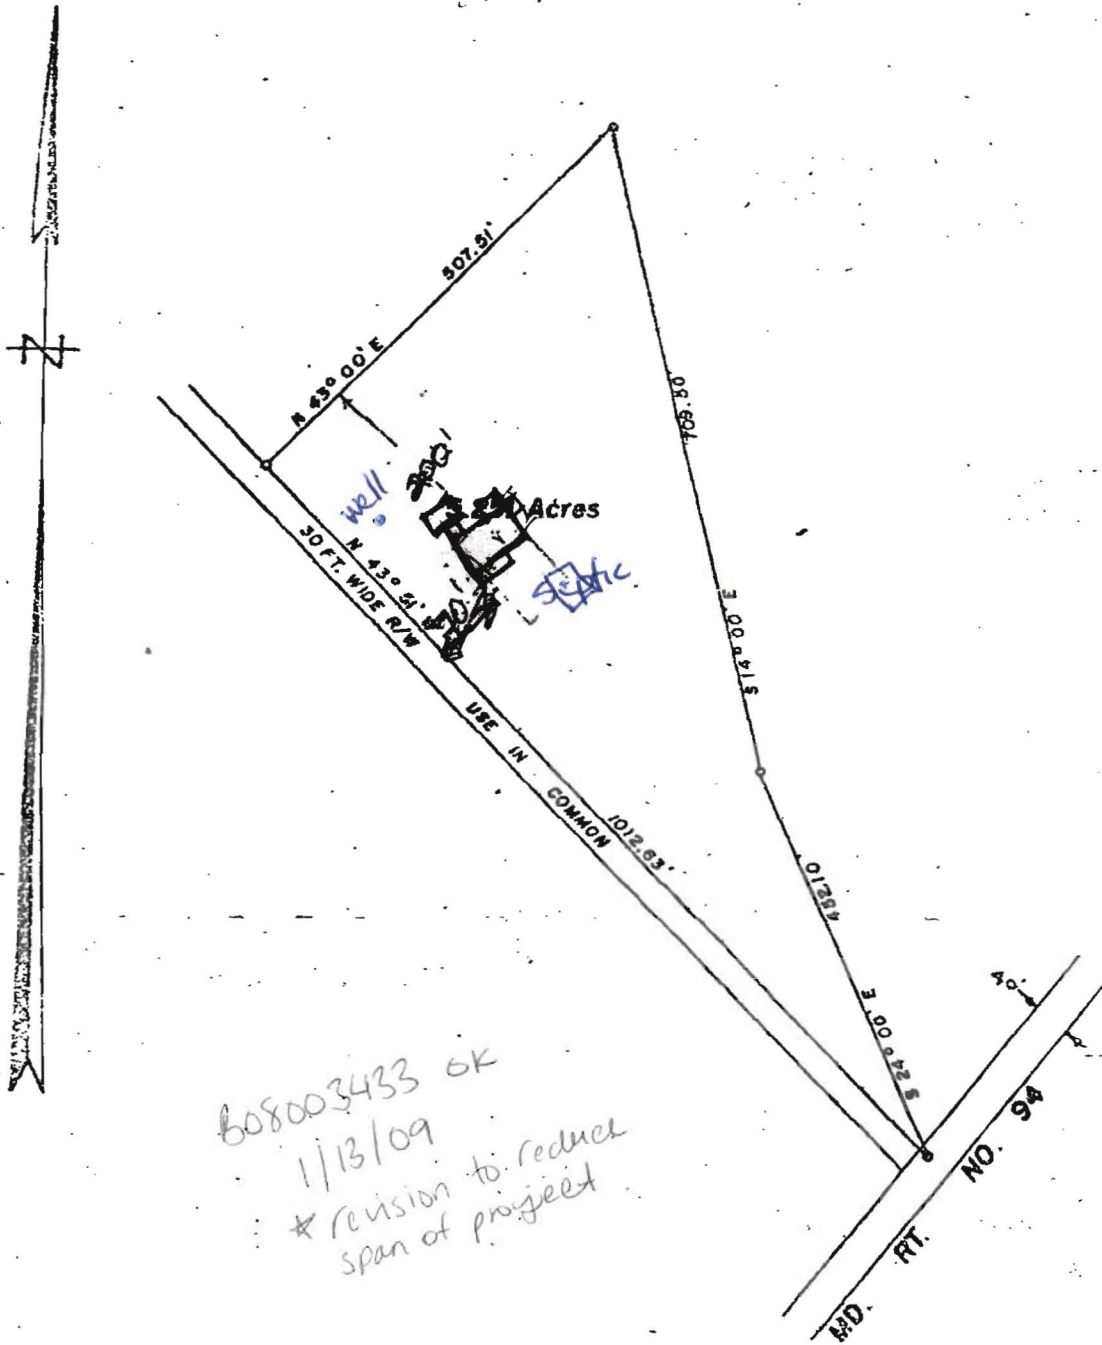 507.51'
N 43° 00' E
709.80'
S 14° 00' E
well
Acres
Septic
N 43° 51' W
30 FT. WIDE R/W
USE IN COMMON
1012.63'
452.10
S 24° 00' E
40'
MD. RT. NO. 94
B08003433 OK
1/13/09
* revision to reduce
span of project
N